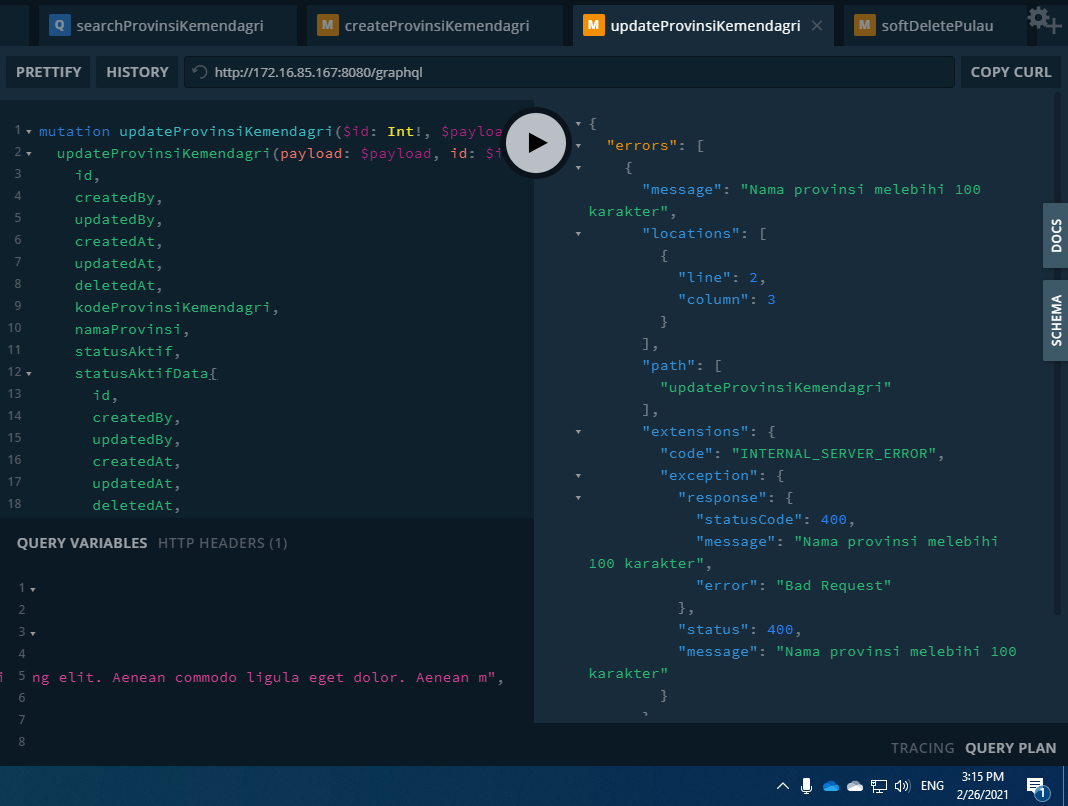 Q searchProvinsiKemendagri
M createProvinsiKemendagri
M updateProvinsiKemendagri
M softDeletePulau
PRETTIFY
HISTORY
http://172.16.85.167:8080/graphql
COPY CURL
1 mutation updateProvinsiKemendagri($id: Int!, $payloa
2 updateProvinsiKemendagri(payload: $payload, id: $i
3 id,
4 createdBy,
5 updatedBy,
6 createdAt,
7 updatedAt,
8 deletedAt,
9 kodeProvinsiKemendagri,
10 namaProvinsi,
11 statusAktif,
12 statusAktifData{
13 id,
14 createdBy,
15 updatedBy,
16 createdAt,
17 updatedAt,
18 deletedAt,
QUERY VARIABLES HTTP HEADERS (1)
1
2
3
4
5 ng elit. Aenean commodo ligula eget dolor. Aenean m",
6
7
8
{
"errors": [
{
"message": "Nama provinsi melebihi 100
karakter",
"locations": [
{
"line": 2,
"column": 3
}
],
"path": [
"updateProvinsiKemendagri"
],
"extensions": {
"code": "INTERNAL_SERVER_ERROR",
"exception": {
"response": {
"statusCode": 400,
"message": "Nama provinsi melebihi
100 karakter",
"error": "Bad Request"
},
"status": 400,
"message": "Nama provinsi melebihi 100
karakter"
}
DOCS
SCHEMA
TRACING QUERY PLAN
ENG
3:15 PM
2/26/2021
1